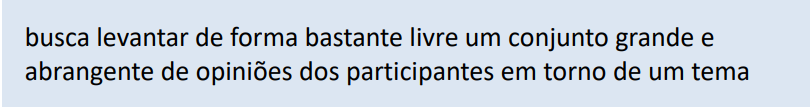 busca levantar de forma bastante livre um conjunto grande e
abrangente de opiniões dos participantes em torno de um tema